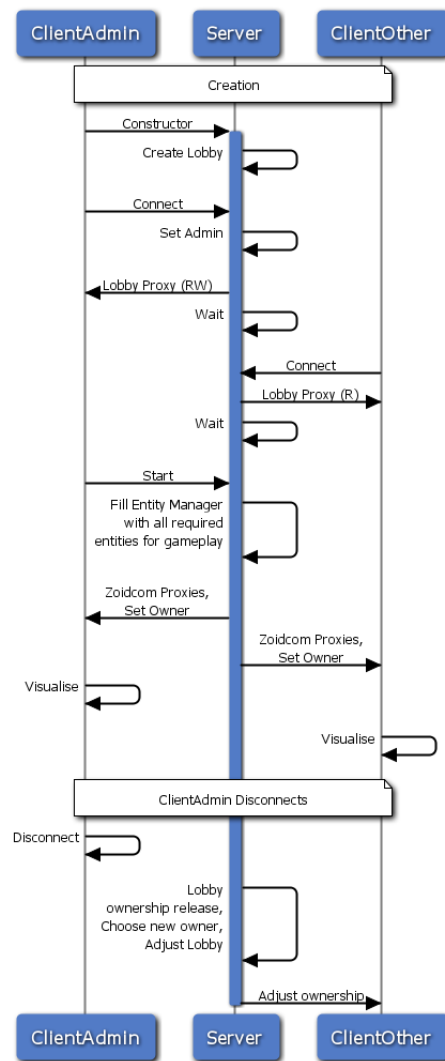 ClientAdmin
Server
ClientOther
Creation
Constructor
Create Lobby
Connect
Set Admin
Lobby Proxy (RW)
Wait
Connect
Lobby Proxy (R)
Wait
Start
Fill Entity Manager
with all required
entities for gameplay
Zoidcom Proxies,
Set Owner
Zoidcom Proxies,
Set Owner
Visualise
Visualise
ClientAdmin Disconnects
Disconnect
Lobby
ownership release,
Choose new owner,
Adjust Lobby
Adjust ownership
ClientAdmin
Server
ClientOther